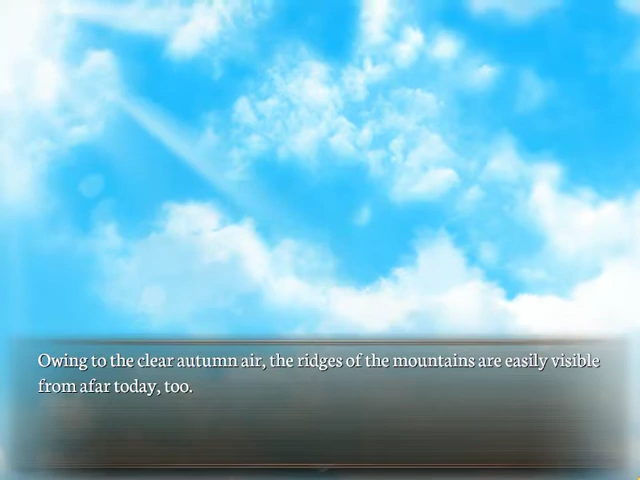 Owing to the clear autumn air, the ridges of the mountains are easily visible
from afar today, too.